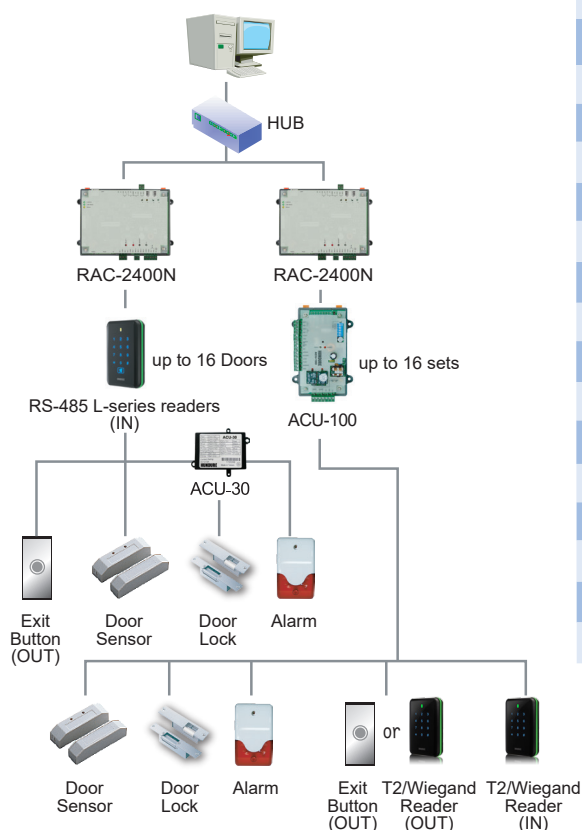 HUB
RAC-2400N
RAC-2400N
up to 16 Doors
up to 16 sets
RS-485 L-series readers
(IN)
ACU-100
ACU-30
ACU-30
Exit
Button
(OUT)
Door
Sensor
Door
Lock
Alarm
or
Door
Sensor
Door
Lock
Alarm
Exit
Button
(OUT)
T2/Wiegand
Reader
(OUT)
T2/Wiegand
Reader
(IN)